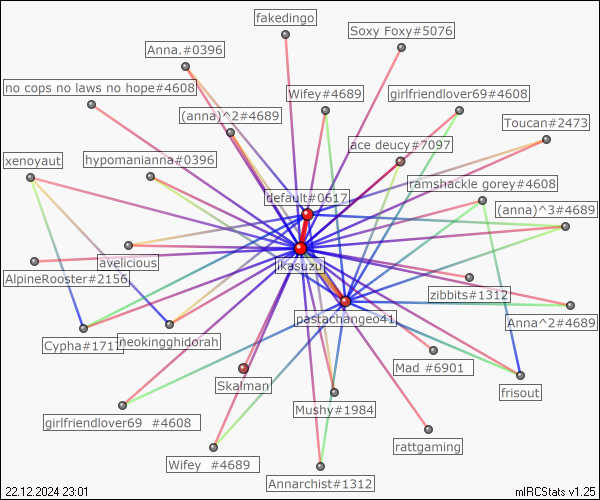 fakedingo
Soxy Foxy#5076
Anna.#0396
no cops no laws no hope#4608
Wifey#4689
girlfriendlover69#4608
(anna)^2#4689
Toucan#2473
ace deucy#7097
xenoyaut
hypomanianna#0396
ramshackle gorey#4608
default#0617
(anna)^3#4689
avelicious
ikasuzu
AlpineRooster#2156
zibbits#1312
pastachangeo41
Anna^2#4689
Cypha#1717
neokingghidorah
Mad #6901
Skalman
frisout
Mushy#1984
girlfriendlover69 #4608
rattgaming
Wifey #4689
Annarchist#1312
22.12.2024 23:01
mIRCStats v1.25